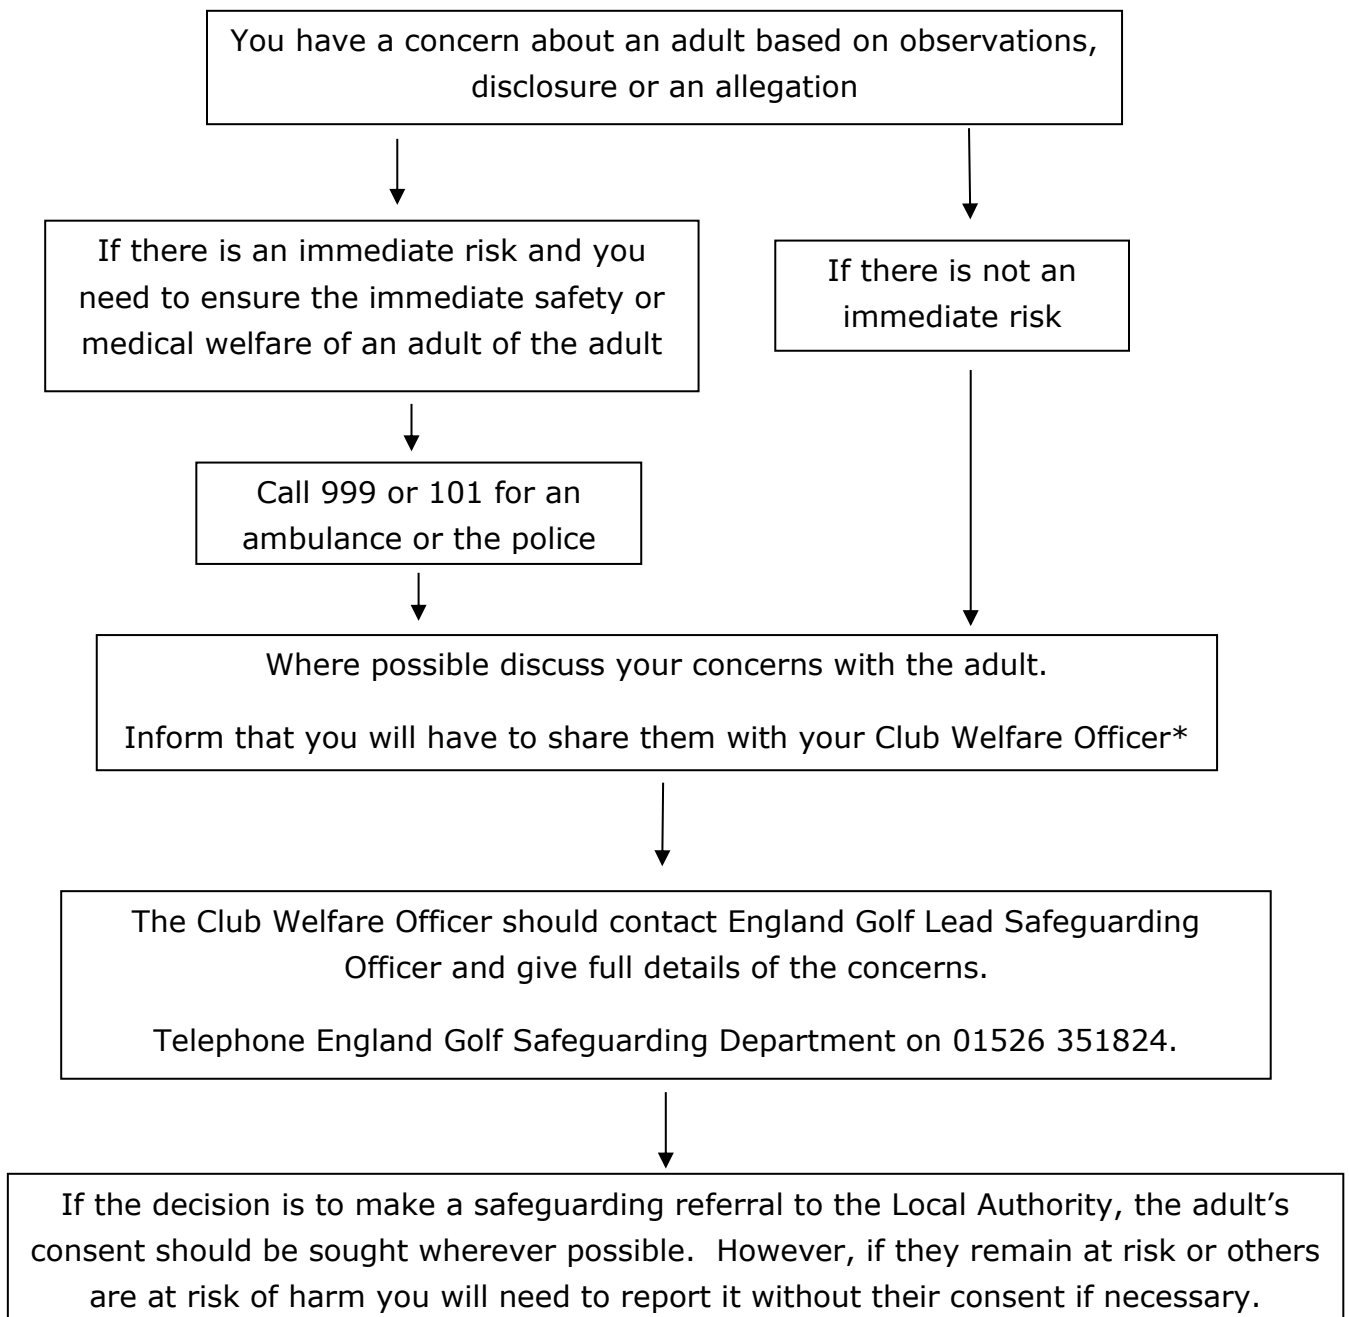 You have a concern about an adult based on observations,
disclosure or an allegation
If there is an immediate risk and you
need to ensure the immediate safety or
medical welfare of an adult of the adult
If there is not an
immediate risk
Call 999 or 101 for an
ambulance or the police
Where possible discuss your concerns with the adult.
Inform that you will have to share them with your Club Welfare Officer*
The Club Welfare Officer should contact England Golf Lead Safeguarding
Officer and give full details of the concerns.
Telephone England Golf Safeguarding Department on 01526 351824.
If the decision is to make a safeguarding referral to the Local Authority, the adult’s
consent should be sought wherever possible.  However, if they remain at risk or others
are at risk of harm you will need to report it without their consent if necessary.